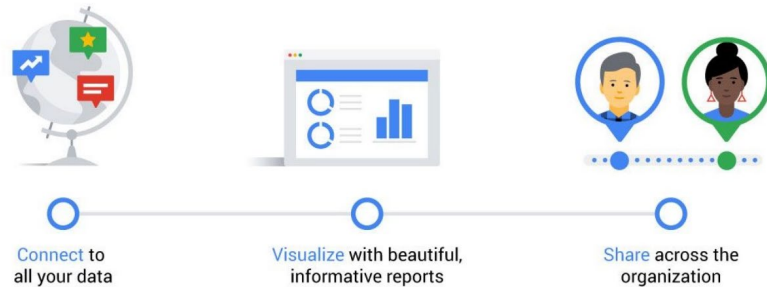 Connect to
all your data
Visualize with beautiful,
informative reports
Share across the
organization